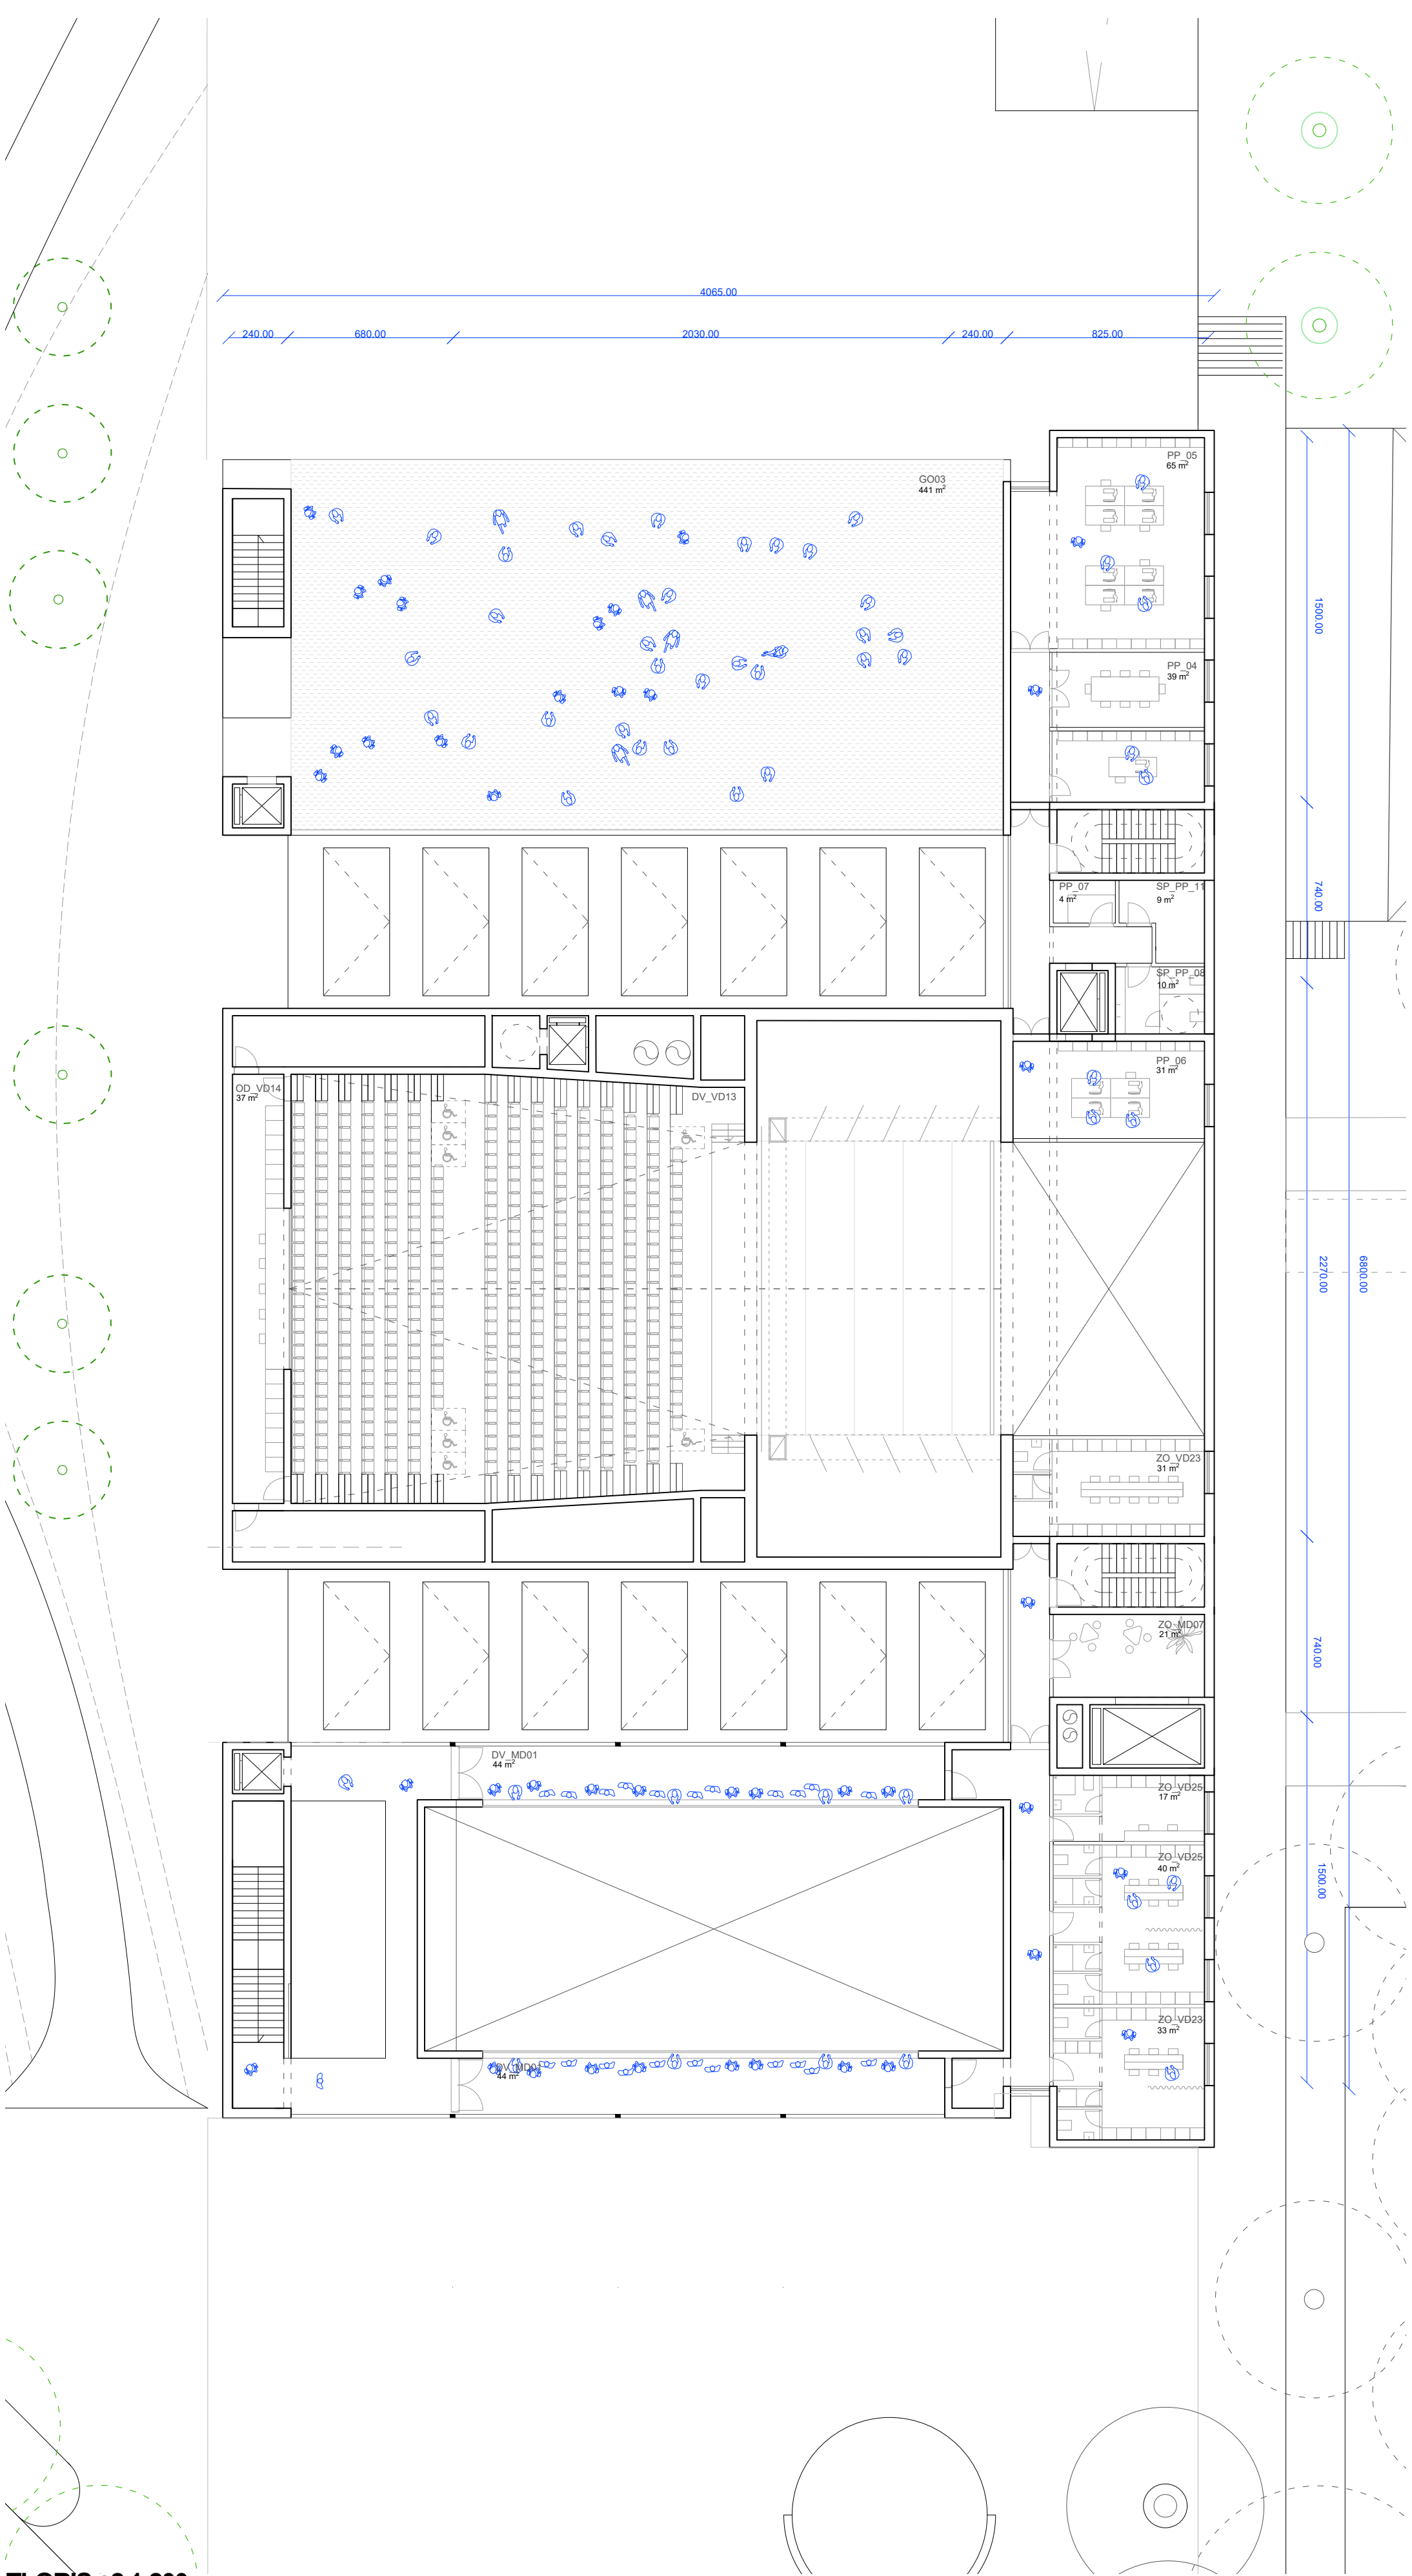 4065.00
240.00
680.00
2030.00
240.00
825.00
GO03
441 m²
PP_05
65 m²
1500.00
PP_04
39 m²
PP_07
4 m²
SP_PP_11
9 m²
740.00
SP_PP_08
10 m²
PP_06
31 m²
OD_VD14
37 m²
DV_VD13
2270.00
6800.00
ZO_VD23
31 m²
ZO_MD07
21 m²
740.00
DV_MD01
44 m²
ZO_VD25
17 m²
ZO_VD25
40 m²
1500.00
ZO_VD23
33 m²
DV_MD01
44 m²